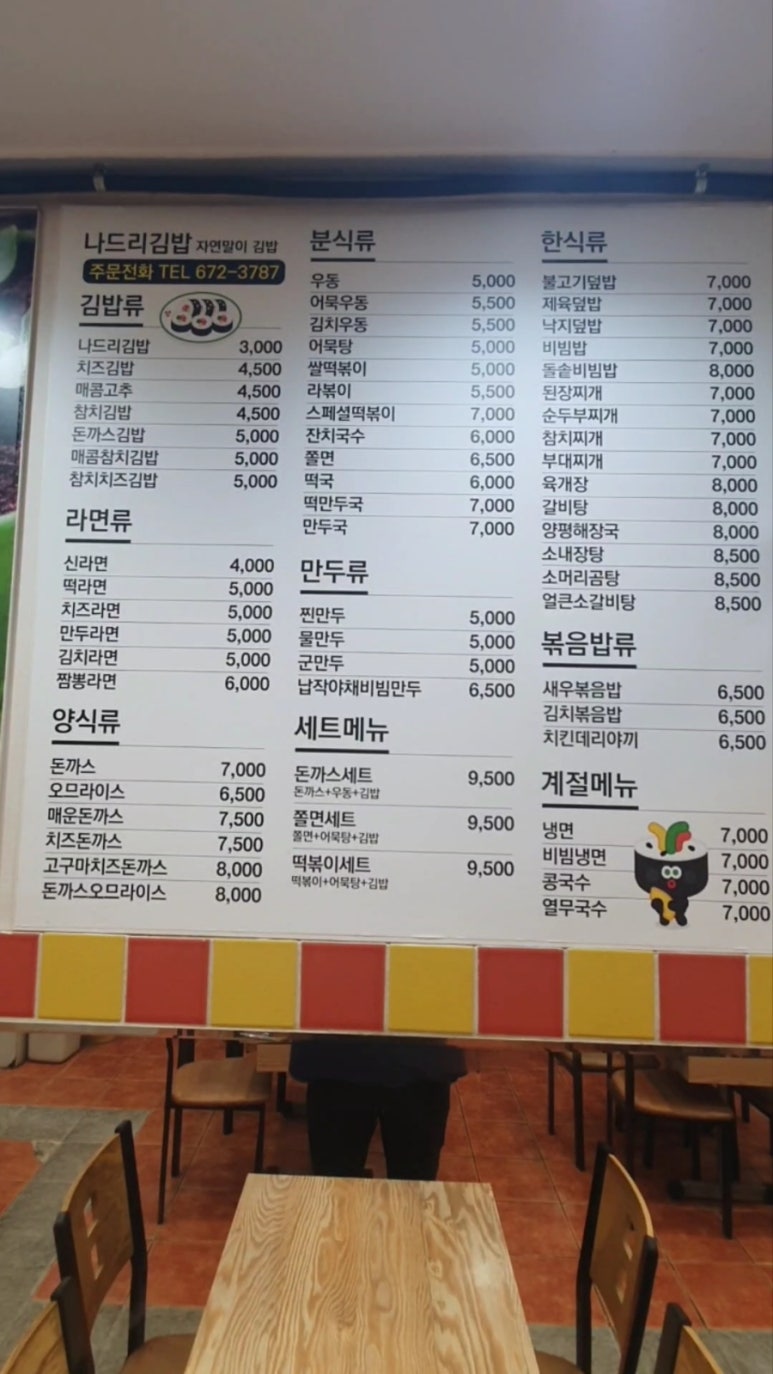 나드리김밥 자연말이 김밥
주문전화 TEL 672-3787
김밥류
나드리김밥 3,000
치즈김밥 4,500
매콤고추 4,500
참치김밥 4,500
돈까스김밥 5,000
매콤참치김밥 5,000
참치치즈김밥 5,000
라면류
신라면 4,000
떡라면 5,000
치즈라면 5,000
만두라면 5,000
김치라면 5,000
짬뽕라면 6,000
양식류
돈까스 7,000
오므라이스 6,500
매운돈까스 7,500
치즈돈까스 7,500
고구마치즈돈까스 8,000
돈까스오므라이스 8,000
분식류
우동 5,000
어묵우동 5,500
김치우동 5,500
어묵탕 5,000
쌀떡볶이 5,000
라볶이 5,500
스페셜떡볶이 7,000
잔치국수 6,000
쫄면 6,500
떡국 6,000
떡만두국 7,000
만두국 7,000
만두류
찐만두 5,000
물만두 5,000
군만두 5,000
납작야채비빔만두 6,500
세트메뉴
돈까스세트 9,500
돈까스+우동+김밥
쫄면세트 9,500
쫄면+어묵탕+김밥
떡볶이세트 9,500
떡볶이+어묵탕+김밥
한식류
불고기덮밥 7,000
제육덮밥 7,000
낙지덮밥 7,000
비빔밥 7,000
돌솥비빔밥 8,000
된장찌개 7,000
순두부찌개 7,000
참치찌개 7,000
부대찌개 7,000
육개장 8,000
갈비탕 8,000
양평해장국 8,000
소내장탕 8,500
소머리곰탕 8,500
얼큰소갈비탕 8,500
볶음밥류
새우볶음밥 6,500
김치볶음밥 6,500
치킨데리야끼 6,500
계절메뉴
냉면 7,000
비빔냉면 7,000
콩국수 7,000
열무국수 7,000